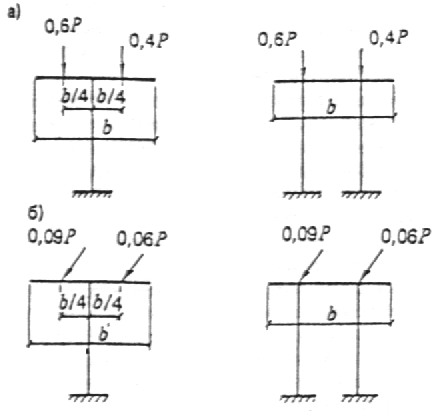 а)
0,6P 0,4P 0,6P 0,4P
b/4 b/4
b b
б)
0,09P 0,06P 0,09P 0,06P
b/4 b/4
b b